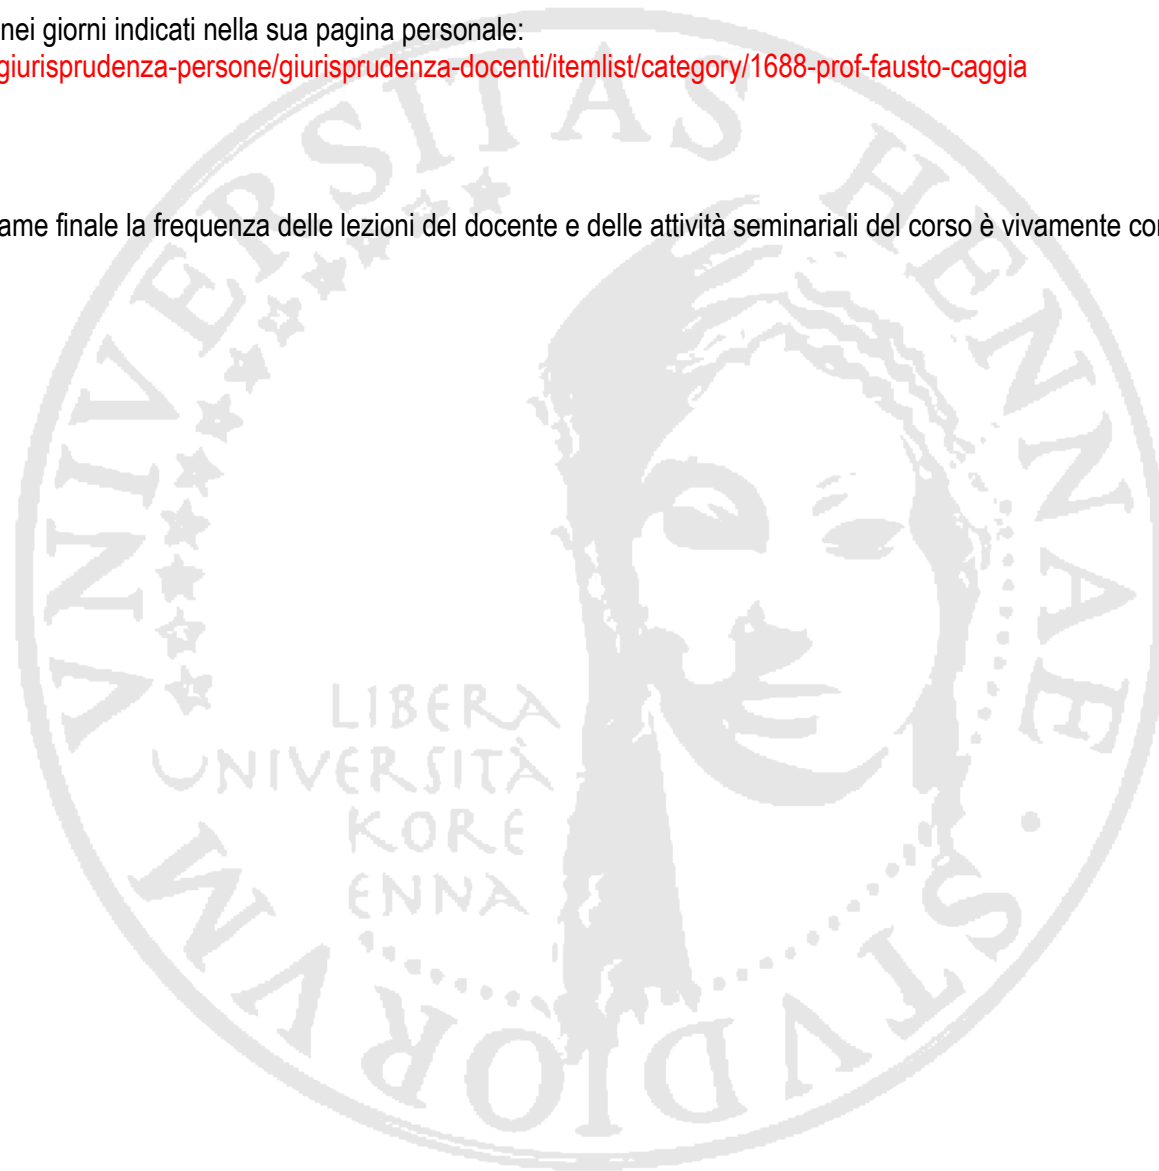 nei giorni indicati nella sua pagina personale:
giurisprudenza-persone/giurisprudenza-docenti/itemlist/category/1688-prof-fausto-caggia
ame finale la frequenza delle lezioni del docente e delle attività seminariali del corso è vivamente co
VNIVERSITAS HENNAE • STVDIORVM
LIBERA
UNIVERSITÀ
KORE
ENNA